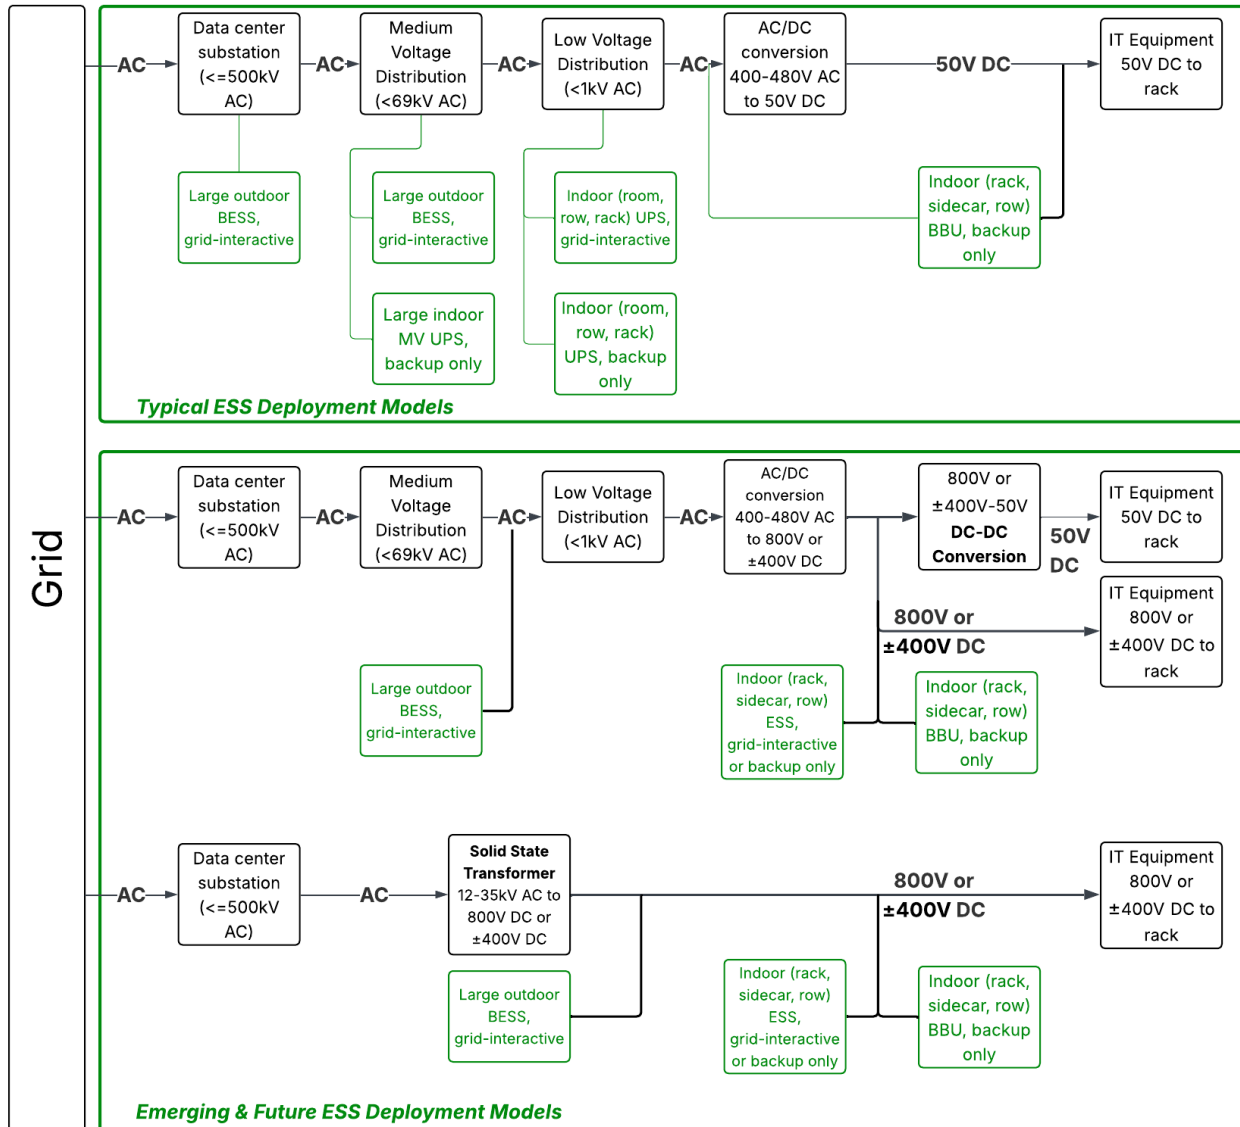 Grid
AC
Data center
substation
(<=500kV
AC)
AC
Medium
Voltage
Distribution
(<69kV AC)
AC
Low Voltage
Distribution
(<1kV AC)
AC
AC/DC
conversion
400-480V AC
to 50V DC
50V DC
IT Equipment
50V DC to
rack
Large outdoor
BESS,
grid-interactive
Large outdoor
BESS,
grid-interactive
Indoor (room,
row, rack) UPS,
grid-interactive
Indoor (rack,
sidecar, row)
BBU, backup
only
Large indoor
MV UPS,
backup only
Indoor (room,
row, rack)
UPS, backup
only
Typical ESS Deployment Models
AC
Data center
substation
(<=500kV
AC)
AC
Medium
Voltage
Distribution
(<69kV AC)
AC
Low Voltage
Distribution
(<1kV AC)
AC
AC/DC
conversion
400-480V AC
to 800V or
±400V DC
800V or
±400V-50V
DC-DC
Conversion
50V
DC
IT Equipment
50V DC to
rack
800V or
±400V DC
IT Equipment
800V or
±400V DC to
rack
Large outdoor
BESS,
grid-interactive
Indoor (rack,
sidecar, row)
ESS,
grid-interactive
or backup only
Indoor (rack,
sidecar, row)
BBU, backup
only
AC
Data center
substation
(<=500kV
AC)
AC
Solid State
Transformer
12-35kV AC to
800V DC or
±400V DC
800V or
±400V DC
IT Equipment
800V or
±400V DC to
rack
Large outdoor
BESS,
grid-interactive
Indoor (rack,
sidecar, row)
ESS,
grid-interactive
or backup only
Indoor (rack,
sidecar, row)
BBU, backup
only
Emerging & Future ESS Deployment Models